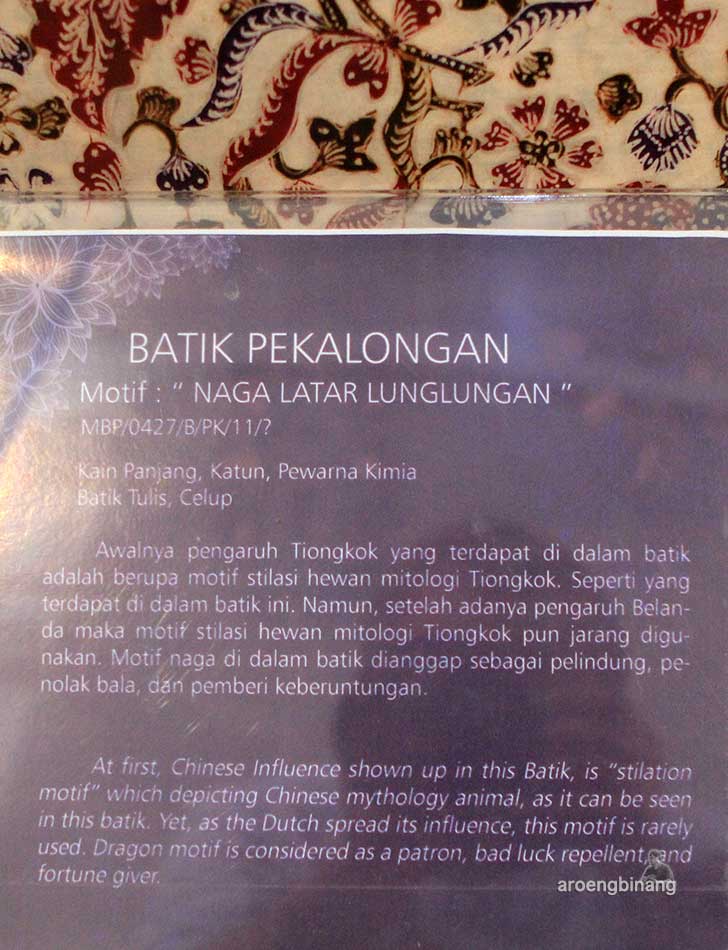 BATIK PEKALONGAN
Motif : “ NAGA LATAR LUNGLUNGAN ”
MBP/0427/B/PK/11/?
Kain Panjang, Katun, Pewarna Kimia
Batik Tulis, Celup
Awalnya pengaruh Tiongkok yang terdapat di dalam batik
adalah berupa motif stilasi hewan mitologi Tiongkok. Seperti yang
terdapat di dalam batik ini. Namun, setelah adanya pengaruh Belan-
da maka motif stilasi hewan mitologi Tiongkok pun jarang digu-
nakan. Motif naga di dalam batik dianggap sebagai pelindung, pe-
nolak bala, dan pemberi keberuntungan.
At first, Chinese Influence shown up in this Batik, is “stilation
motif” which depicting Chinese mythology animal, as it can be seen
in this batik. Yet, as the Dutch spread its influence, this motif is rarely
used. Dragon motif is considered as a patron, bad luck repellent, and
fortune giver.
aroengbinang